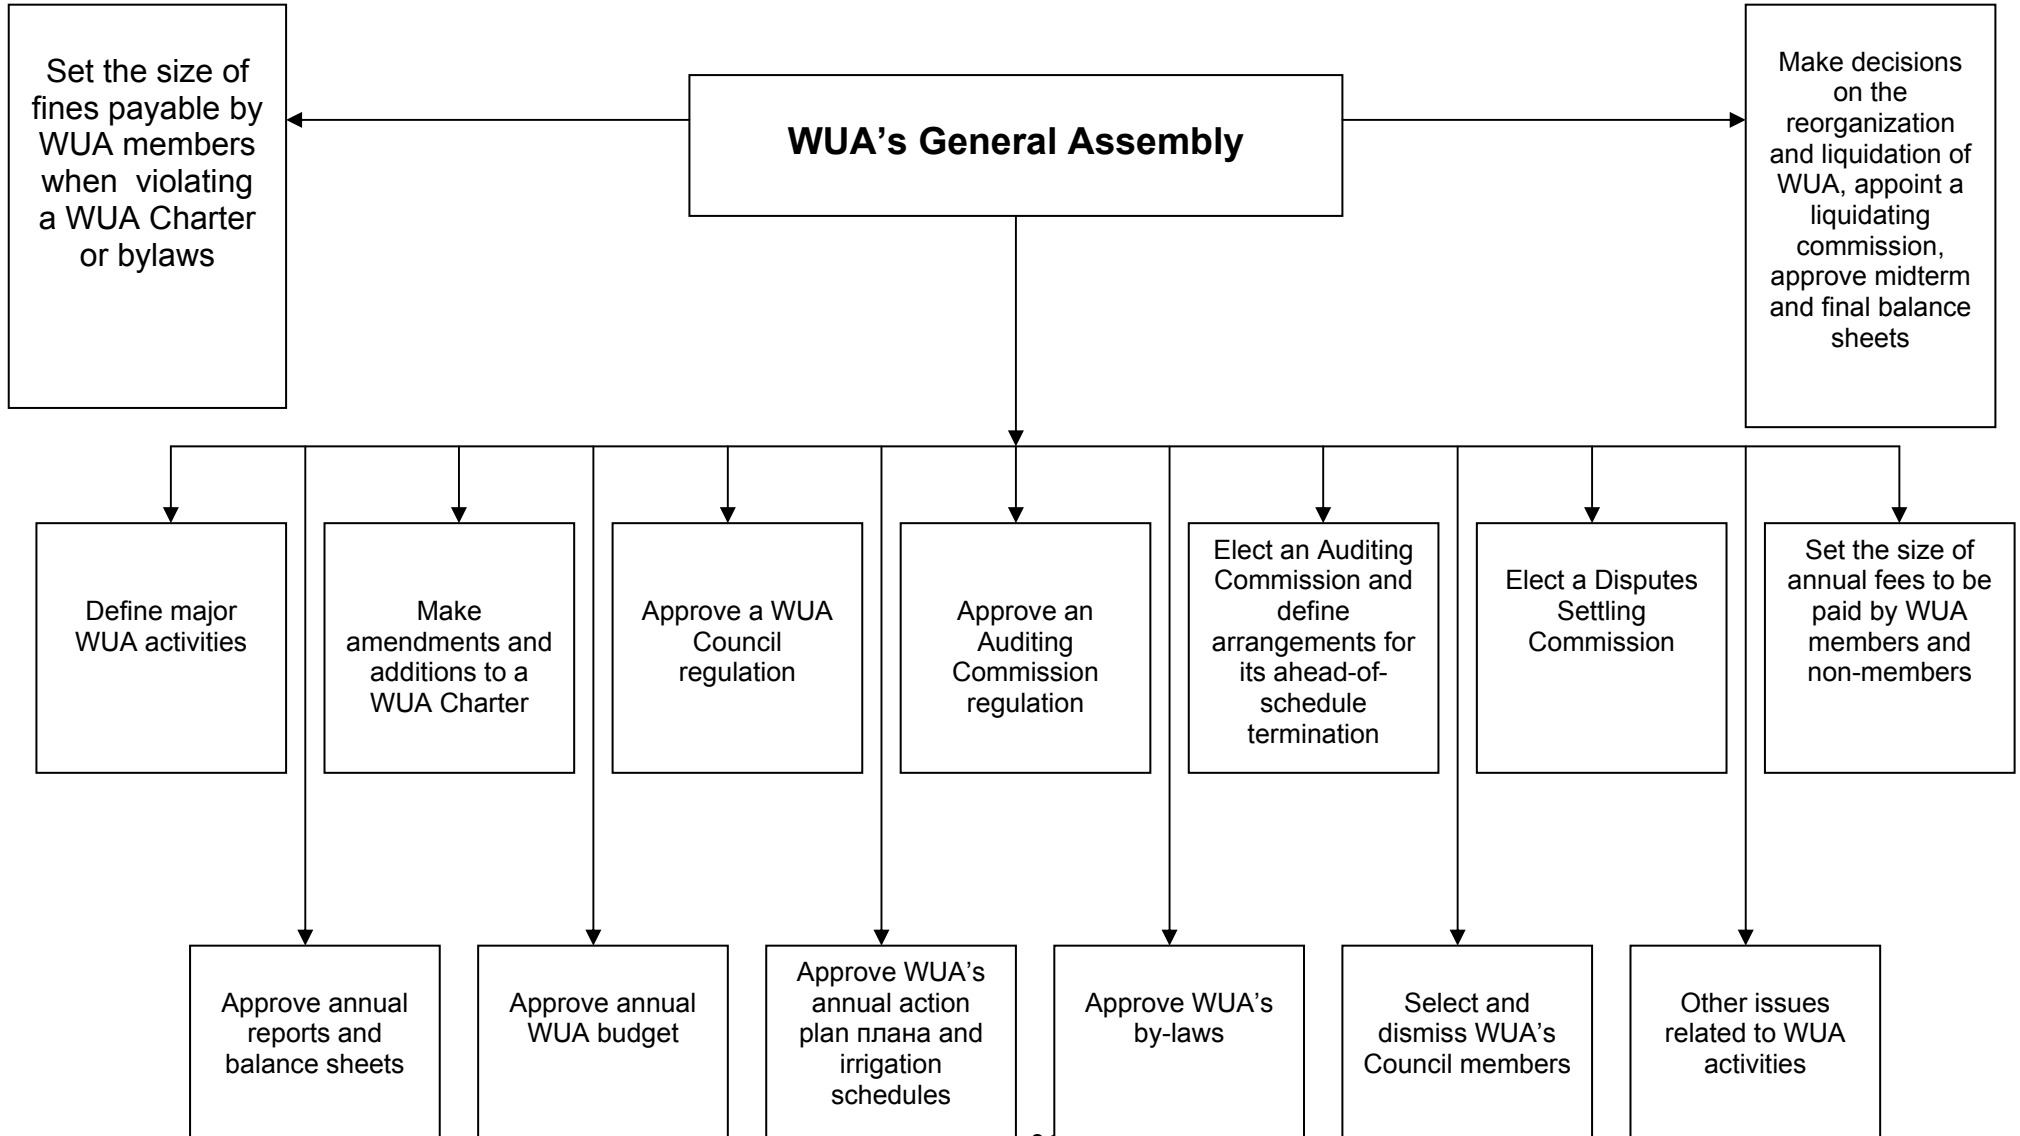 Set the size of
fines payable by
WUA members
when  violating
a WUA Charter
or bylaws
WUA’s General Assembly
Make decisions
on the
reorganization
and liquidation of
WUA, appoint a
liquidating
commission,
approve midterm
and final balance
sheets
Define major
WUA activities
Make
amendments and
additions to a
WUA Charter
Approve a WUA
Council
regulation
Approve an
Auditing
Commission
regulation
Elect an Auditing
Commission and
define
arrangements for
its ahead-of-
schedule
termination
Elect a Disputes
Settling
Commission
Set the size of
annual fees to be
paid by WUA
members and
non-members
Approve annual
reports and
balance sheets
Approve annual
WUA budget
Approve WUA’s
annual action
plan плана and
irrigation
schedules
Approve WUA’s
by-laws
Select and
dismiss WUA’s
Council members
Other issues
related to WUA
activities